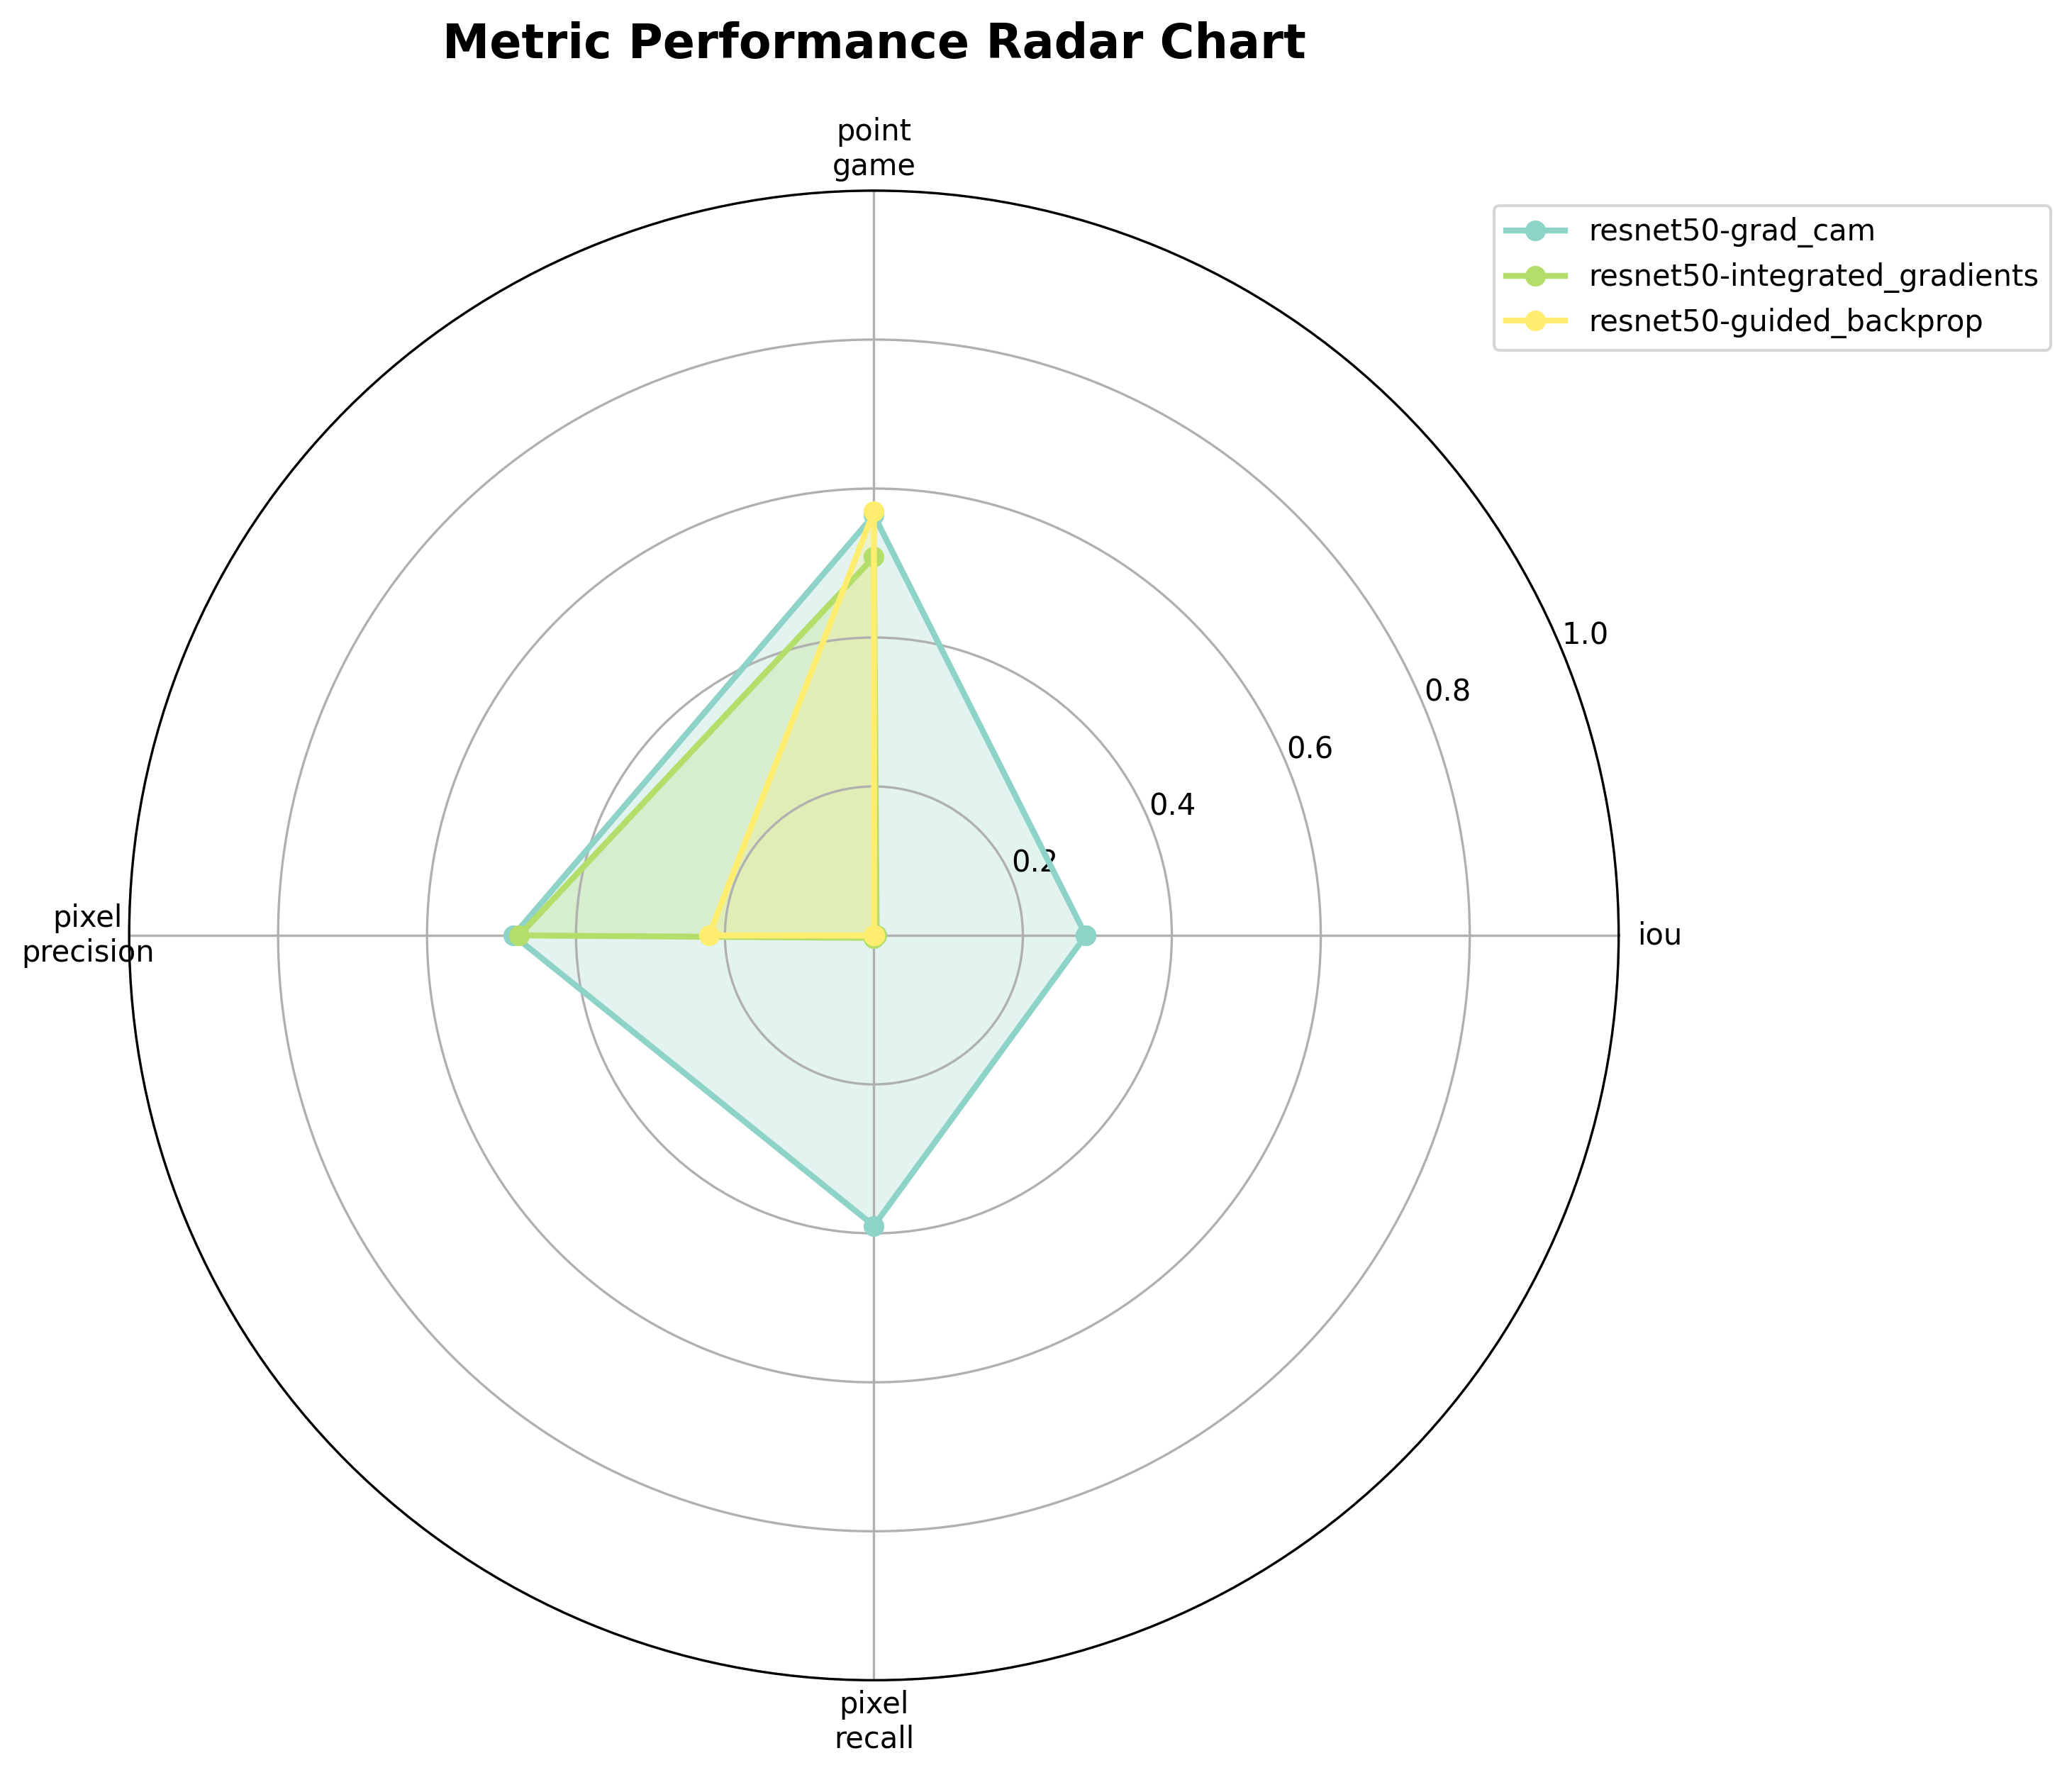 Metric Performance Radar Chart
point
game
resnet50-grad_cam
resnet50-integrated_gradients
resnet50-guided_backprop
1.0
0.8
0.6
0.4
0.2
pixel
precision
iou
pixel
recall